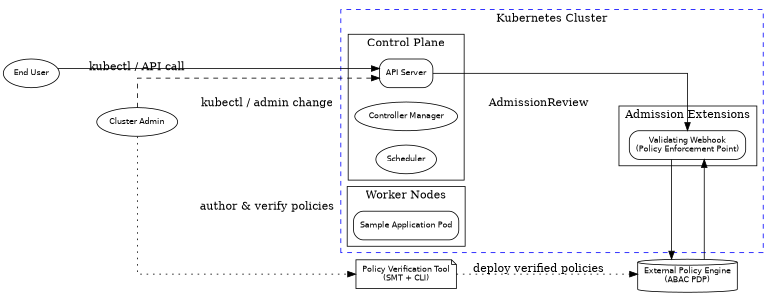 Kubernetes Cluster
Control Plane
kubectl / API call
End User
API Server
kubectl / admin change
AdmissionReview
Cluster Admin
Controller Manager
Admission Extensions
Validating Webhook
(Policy Enforcement Point)
Scheduler
Worker Nodes
author & verify policies
Sample Application Pod
Policy Verification Tool
(SMT + CLI)
deploy verified policies
External Policy Engine
(ABAC PDP)